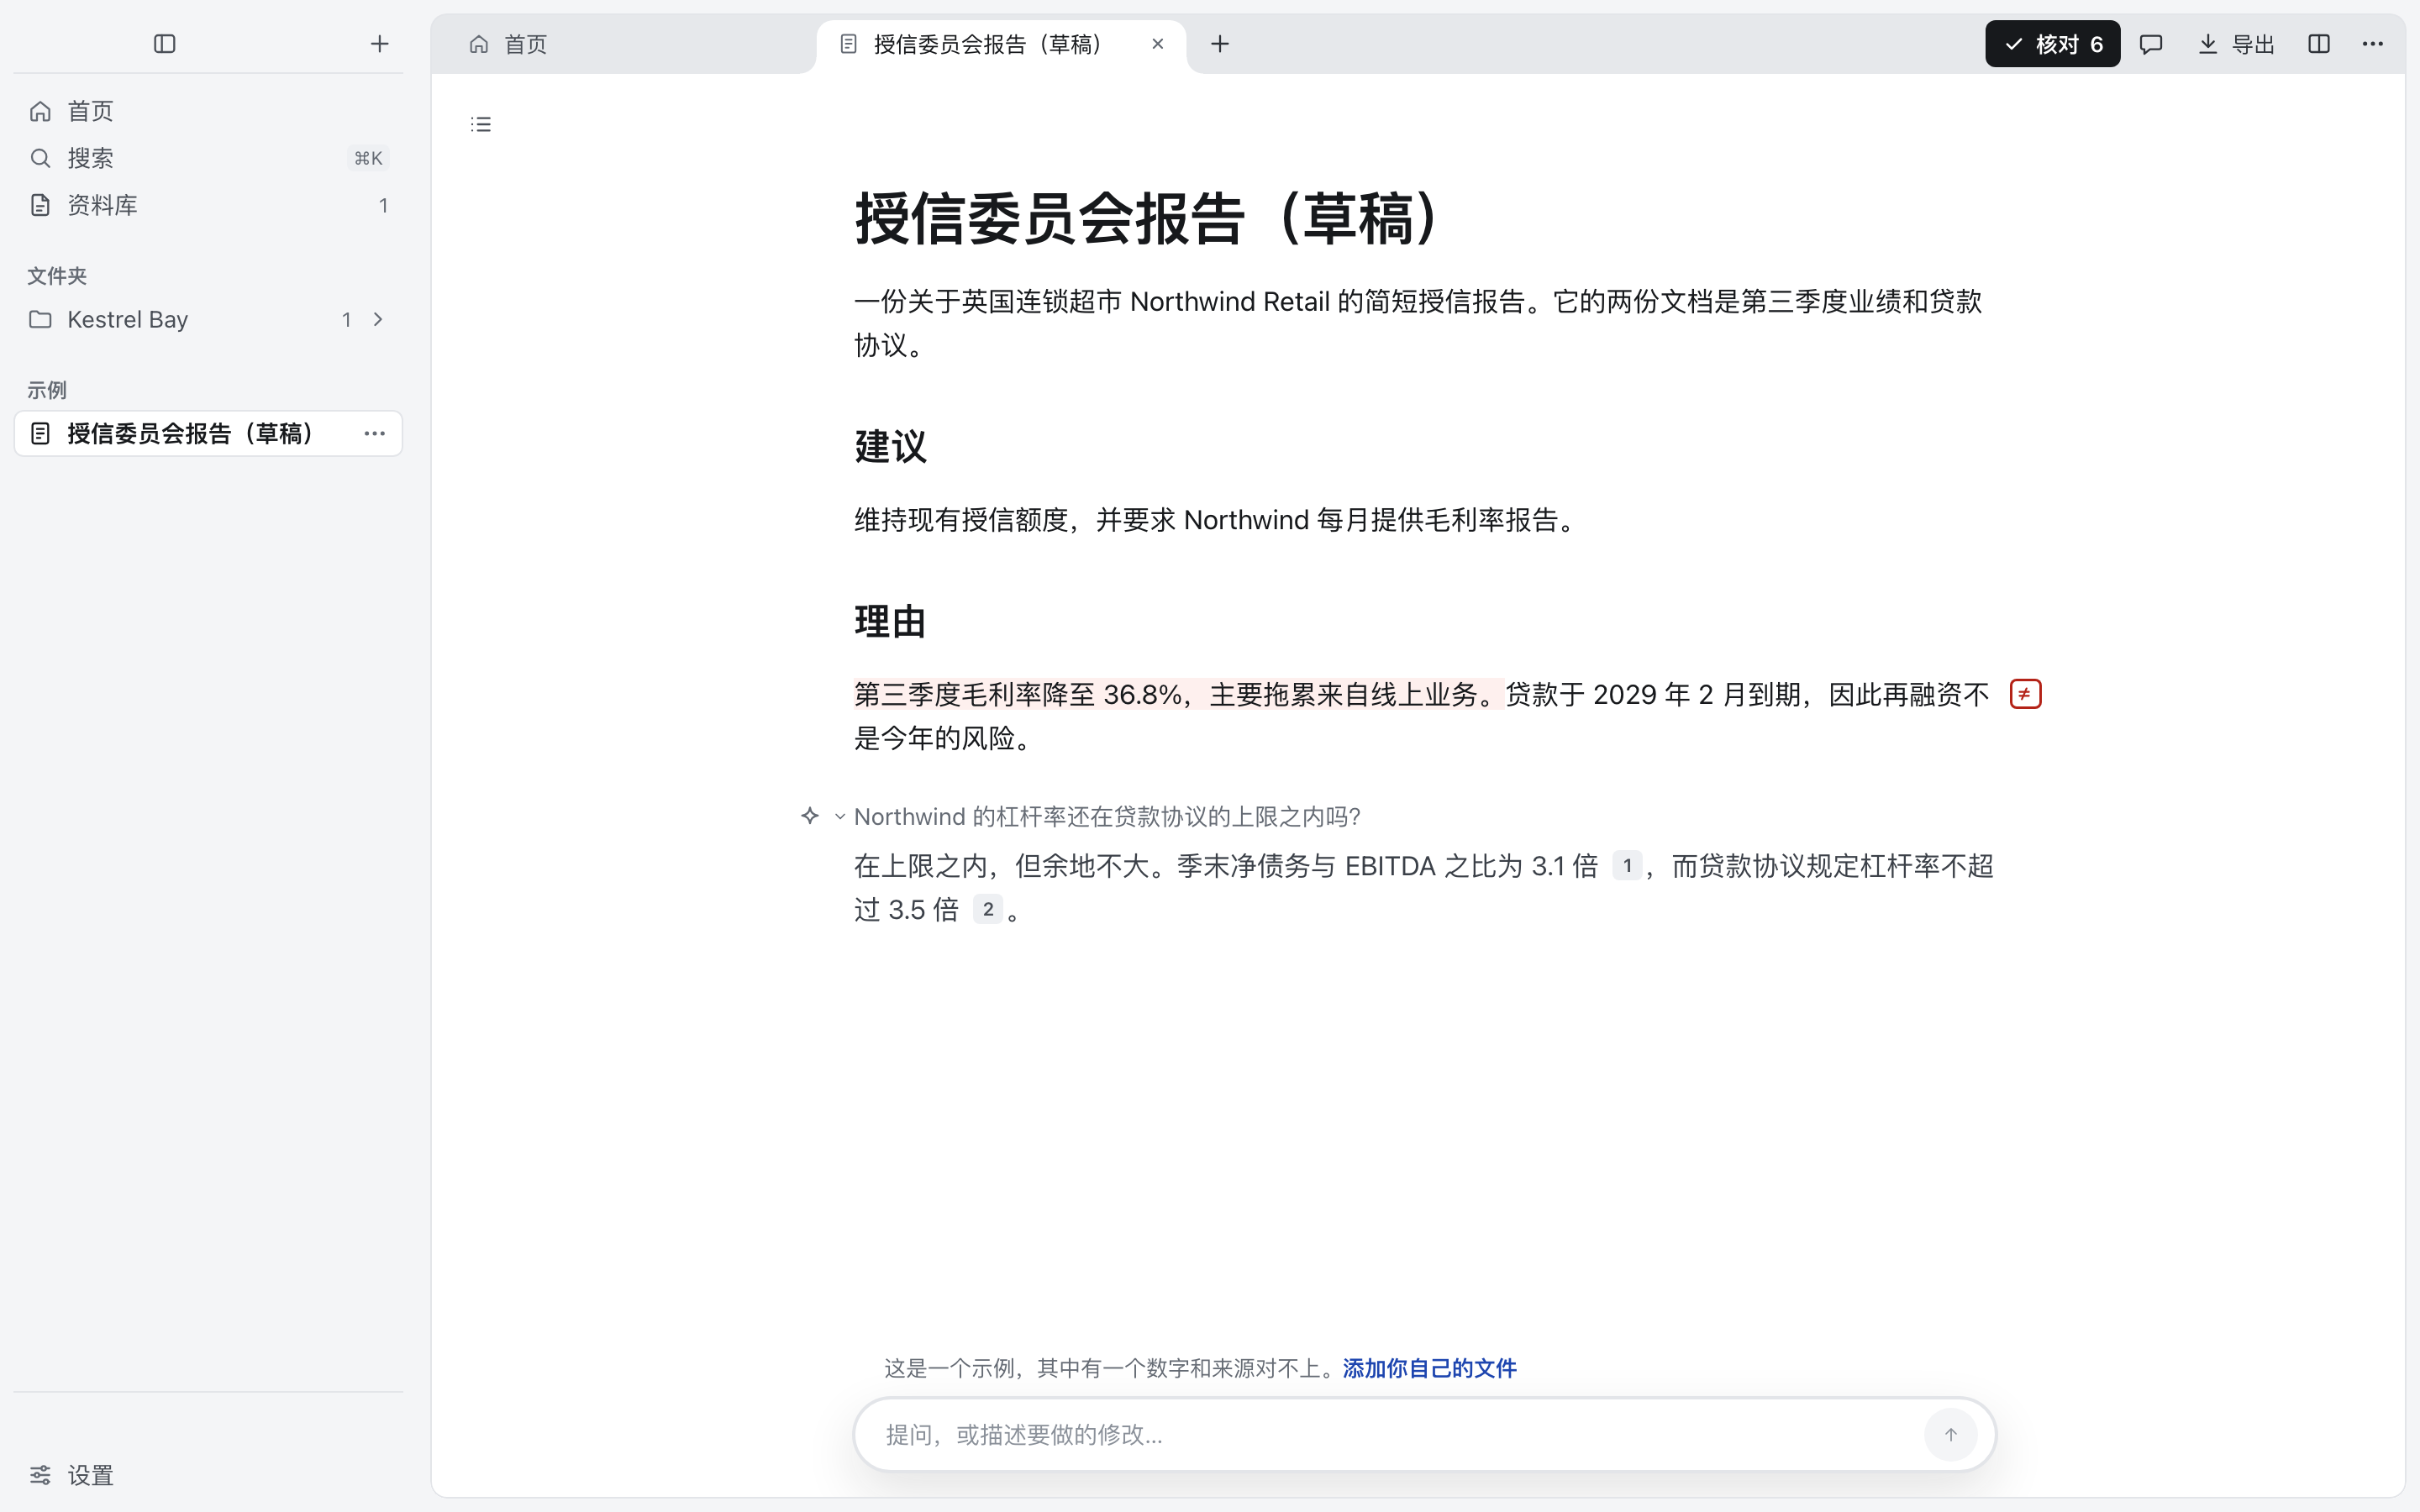 首页
搜索
⌘K
资料库
1
文件夹
Kestrel Bay
1
示例
授信委员会报告（草稿）
设置
首页
授信委员会报告（草稿）
核对 6
导出
授信委员会报告（草稿）
一份关于英国连锁超市 Northwind Retail 的简短授信报告。它的两份文档是第三季度业绩和贷款
协议。
建议
维持现有授信额度，并要求 Northwind 每月提供毛利率报告。
理由
第三季度毛利率降至 36.8%，主要拖累来自线上业务。贷款于 2029 年 2 月到期，因此再融资不
≠
是今年的风险。
Northwind 的杠杆率还在贷款协议的上限之内吗？
在上限之内，但余地不大。季末净债务与 EBITDA 之比为 3.1 倍 1，而贷款协议规定杠杆率不超
过 3.5 倍 2。
这是一个示例，其中有一个数字和来源对不上。添加你自己的文件
提问，或描述要做的修改...